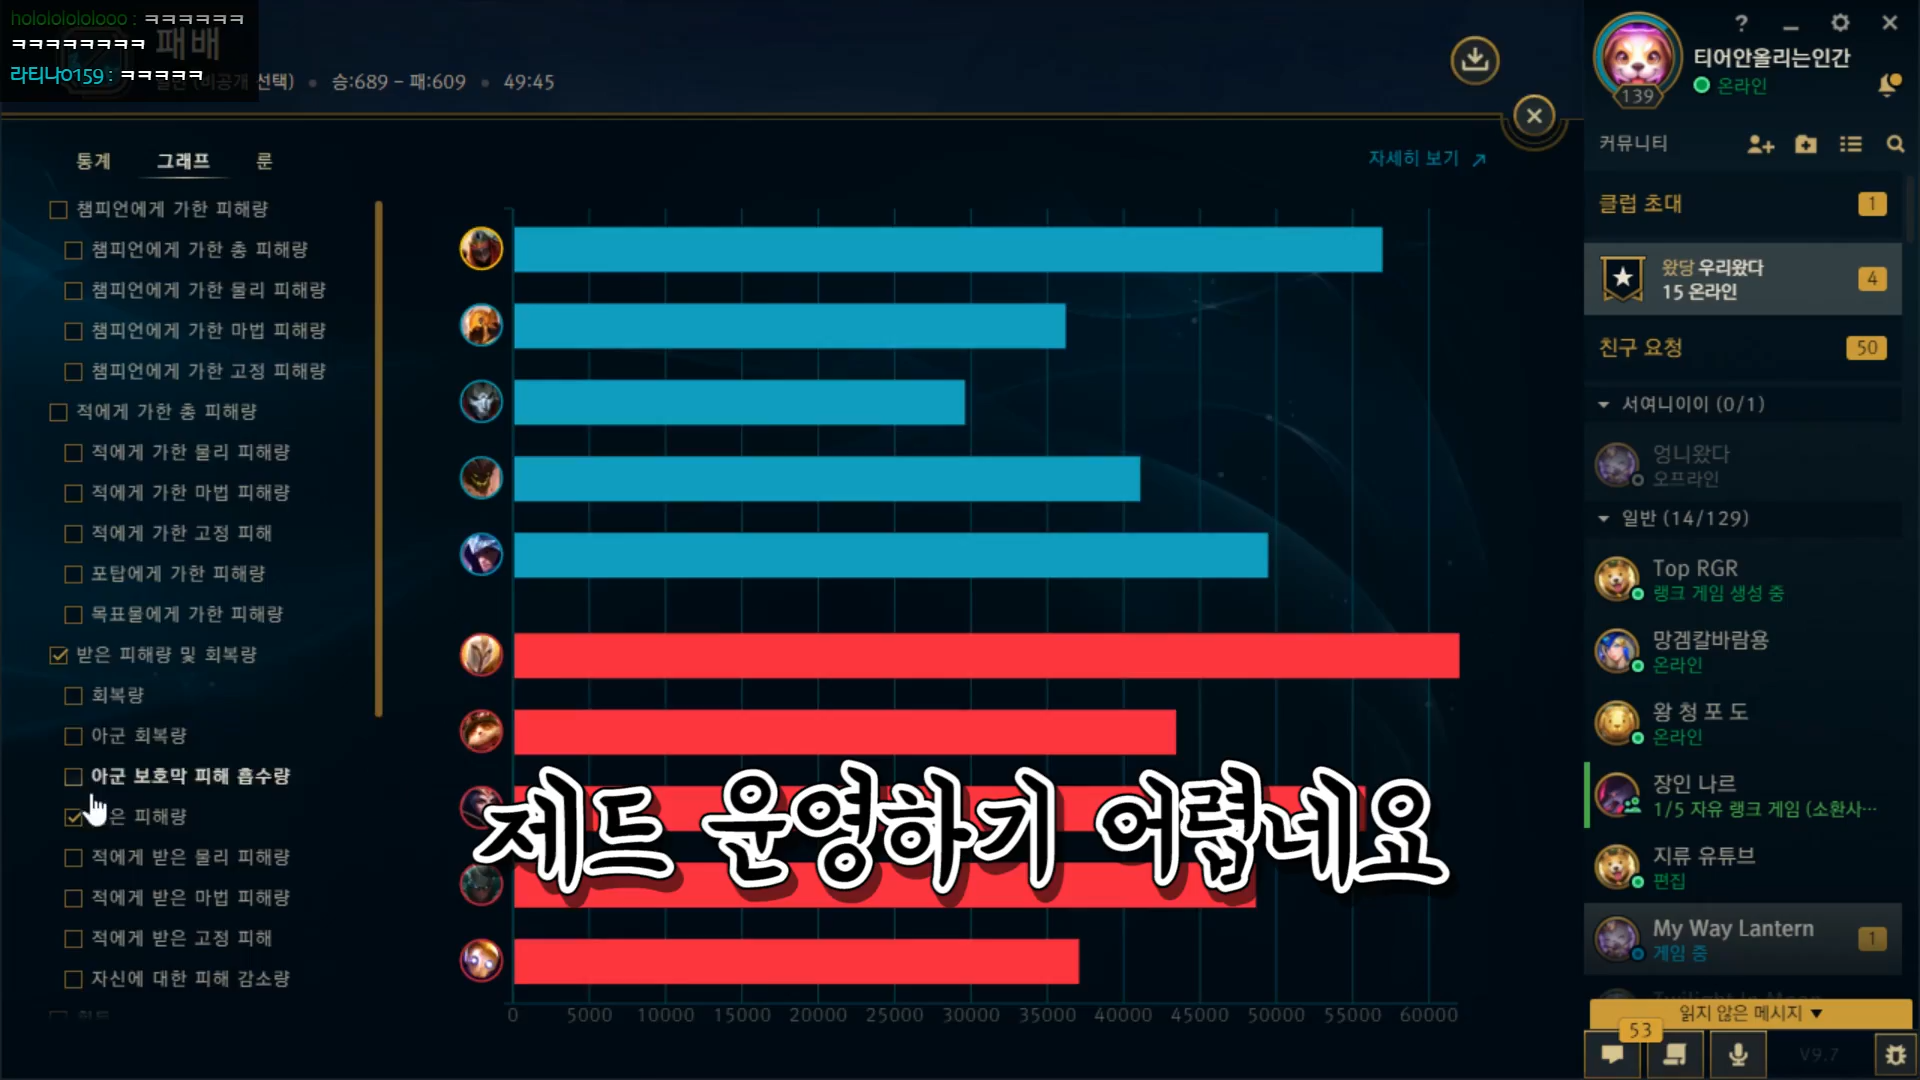 holololololooo : ㅋㅋㅋㅋㅋㅋ
ㅋㅋㅋㅋㅋㅋㅋㅋ
라티나0159 : ㅋㅋㅋㅋㅋ
패배
선택) • 승:689 – 패:609 • 49:45
통계 그래프 룬
자세히 보기
챔피언에게 가한 피해량
챔피언에게 가한 총 피해량
챔피언에게 가한 물리 피해량
챔피언에게 가한 마법 피해량
챔피언에게 가한 고정 피해량
적에게 가한 총 피해량
적에게 가한 물리 피해량
적에게 가한 마법 피해량
적에게 가한 고정 피해
포탑에게 가한 피해량
목표물에게 가한 피해량
받은 피해량 및 회복량
회복량
아군 회복량
아군 보호막 피해 흡수량
은 피해량
적에게 받은 물리 피해량
적에게 받은 마법 피해량
적에게 받은 고정 피해
자신에 대한 피해 감소량
제드 운영하기 어렵네요
0 5000 10000 15000 20000 25000 30000 35000 40000 45000 50000 55000 60000
티어안올리는인간
온라인
139
커뮤니티
클럽 초대 1
왔당 우리왔다
15 온라인
4
친구 요청 50
서여니이이 (0/1)
엉니왔다
오프라인
일반 (14/129)
Top RGR
랭크 게임 생성 중
망겜칼바람용
온라인
왕 청 포 도
온라인
장인 나르
1/5 자유 랭크 게임 (소환사···
지류 유튜브
편집
My Way Lantern
게임 중
1
읽지 않은 메시지 ▼
53
V9.7